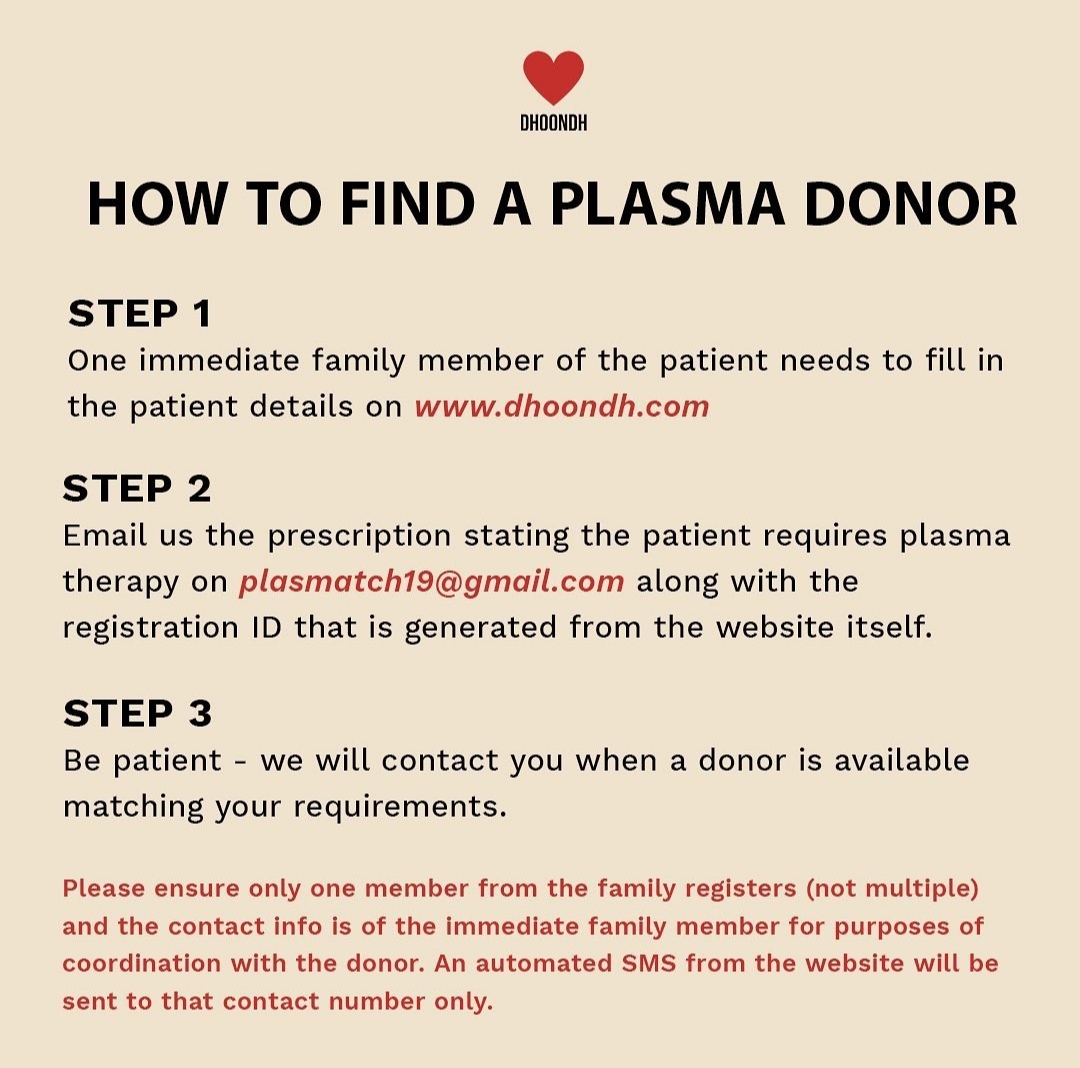 DHOONDH
HOW TO FIND A PLASMA DONOR
STEP 1
One immediate family member of the patient needs to fill in
the patient details on www.dhoondh.com
STEP 2
Email us the prescription stating the patient requires plasma
therapy on plasmatch19@gmail.com along with the
registration ID that is generated from the website itself.
STEP 3
Be patient - we will contact you when a donor is available
matching your requirements.
Please ensure only one member from the family registers (not multiple)
and the contact info is of the immediate family member for purposes of
coordination with the donor. An automated SMS from the website will be
sent to that contact number only.